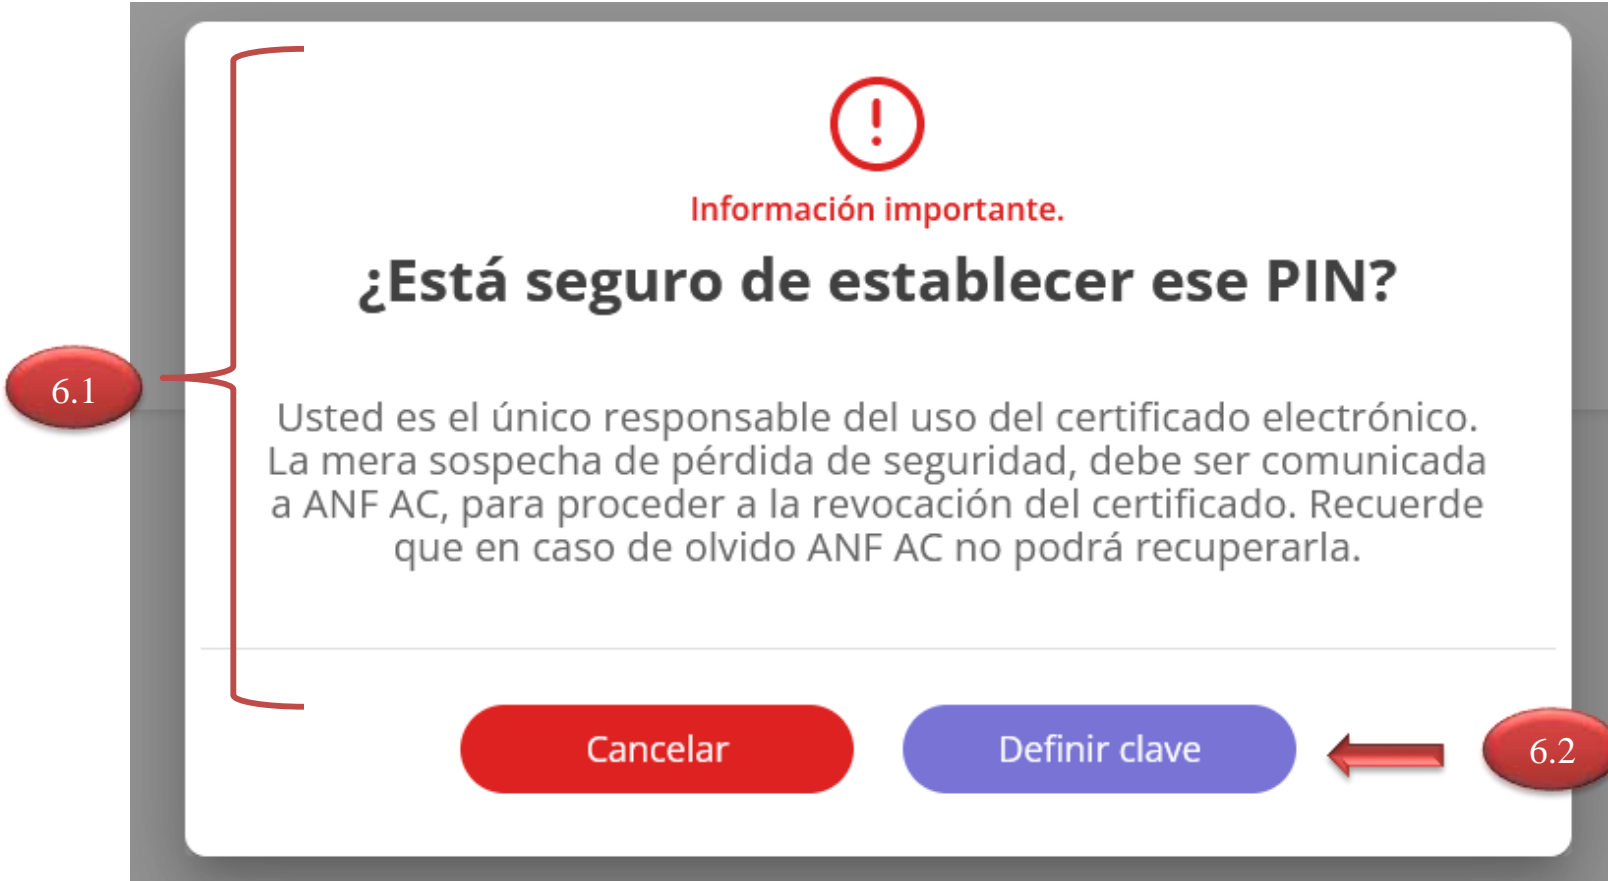 Información importante.
¿Está seguro de establecer ese PIN?
6.1
Usted es el único responsable del uso del certificado electrónico.
La mera sospecha de pérdida de seguridad, debe ser comunicada
a ANF AC, para proceder a la revocación del certificado. Recuerde
que en caso de olvido ANF AC no podrá recuperarla.
Cancelar
Definir clave
6.2